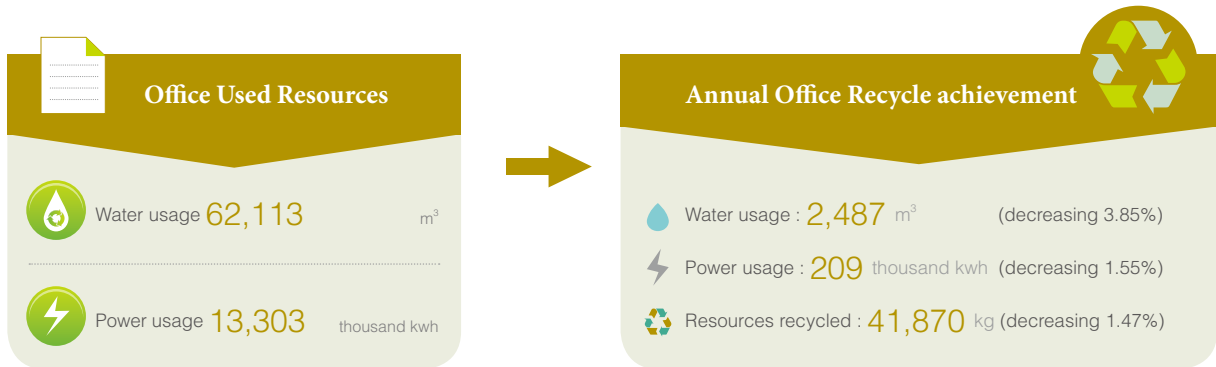 Office Used Resources
Water usage 62,113 m³
Power usage 13,303 thousand kwh
Annual Office Recycle achievement
Water usage : 2,487 m³ (decreasing 3.85%)
Power usage : 209 thousand kwh (decreasing 1.55%)
Resources recycled : 41,870 kg (decreasing 1.47%)